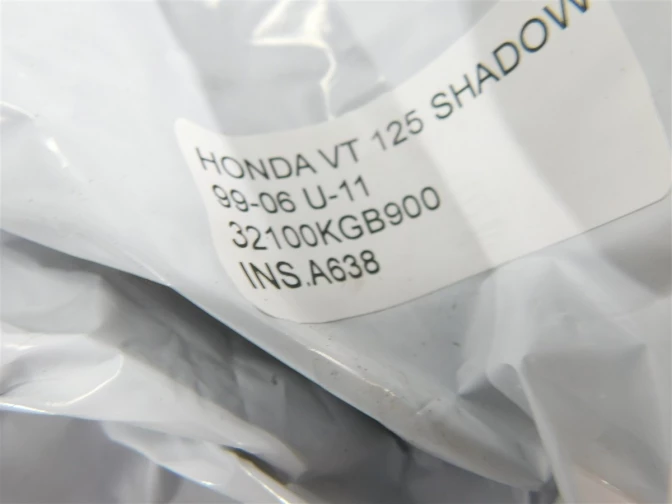 HONDA VT 125 SHADOW
99-06 U-11
32100KGB900
INS.A638